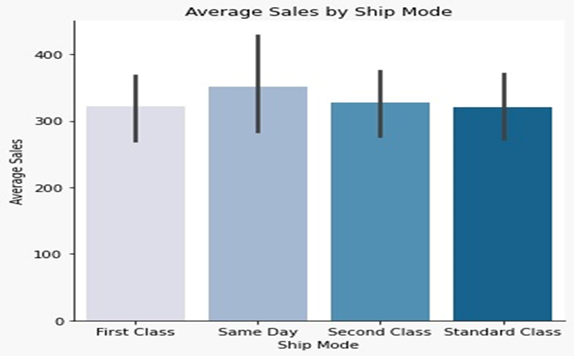 Average Sales by Ship Mode
Average Sales
400
300
200
100
0
First Class Same Day Second Class Standard Class
Ship Mode